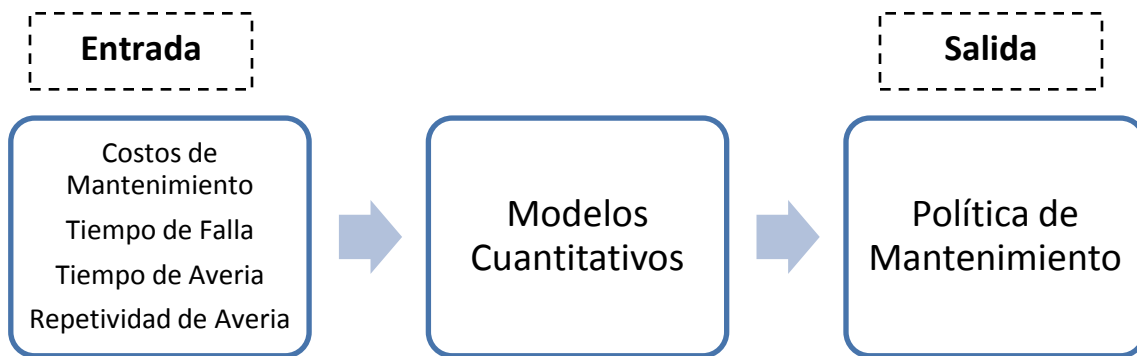 Entrada
Salida
Costos de
Mantenimiento
Tiempo de Falla
Tiempo de Averia
Repetividad de Averia
Modelos
Cuantitativos
Política de
Mantenimiento